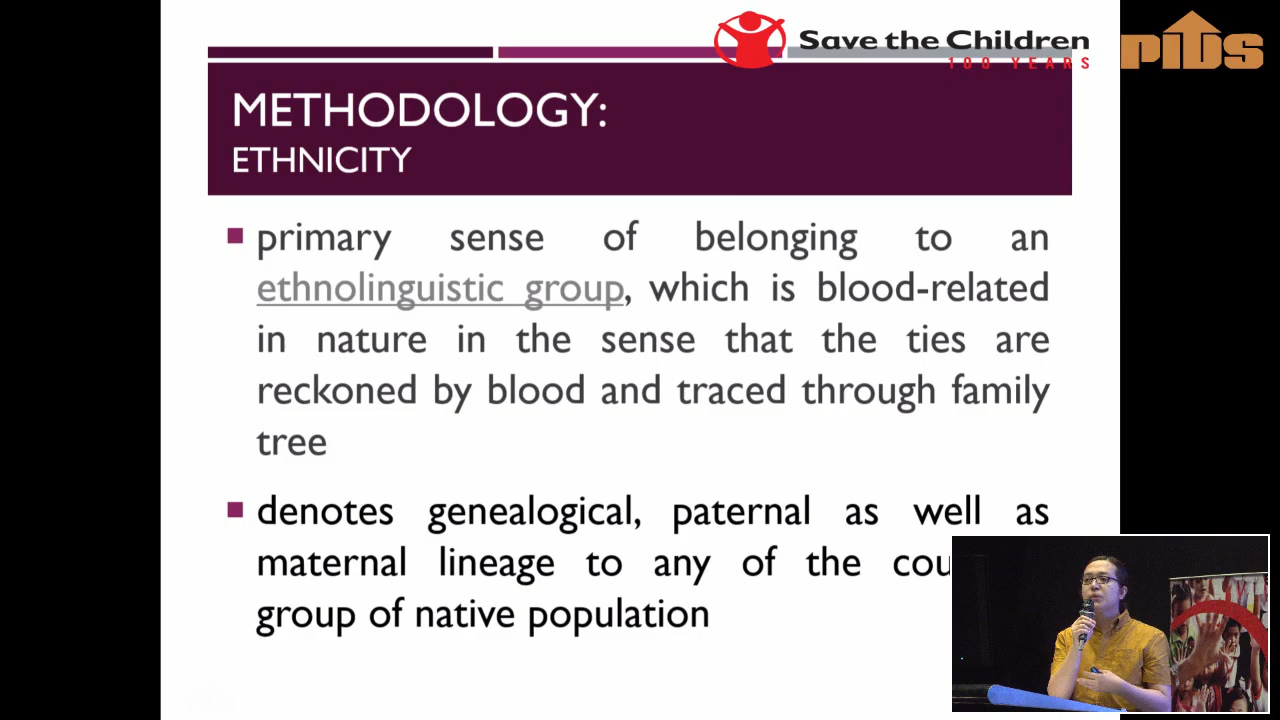 Save the Children
100 YEARS
PIDS
METHODOLOGY:
ETHNICITY
primary sense of belonging to an
ethnolinguistic group, which is blood-related
in nature in the sense that the ties are
reckoned by blood and traced through family
tree
denotes genealogical, paternal as well as
maternal lineage to any of the cou
group of native population